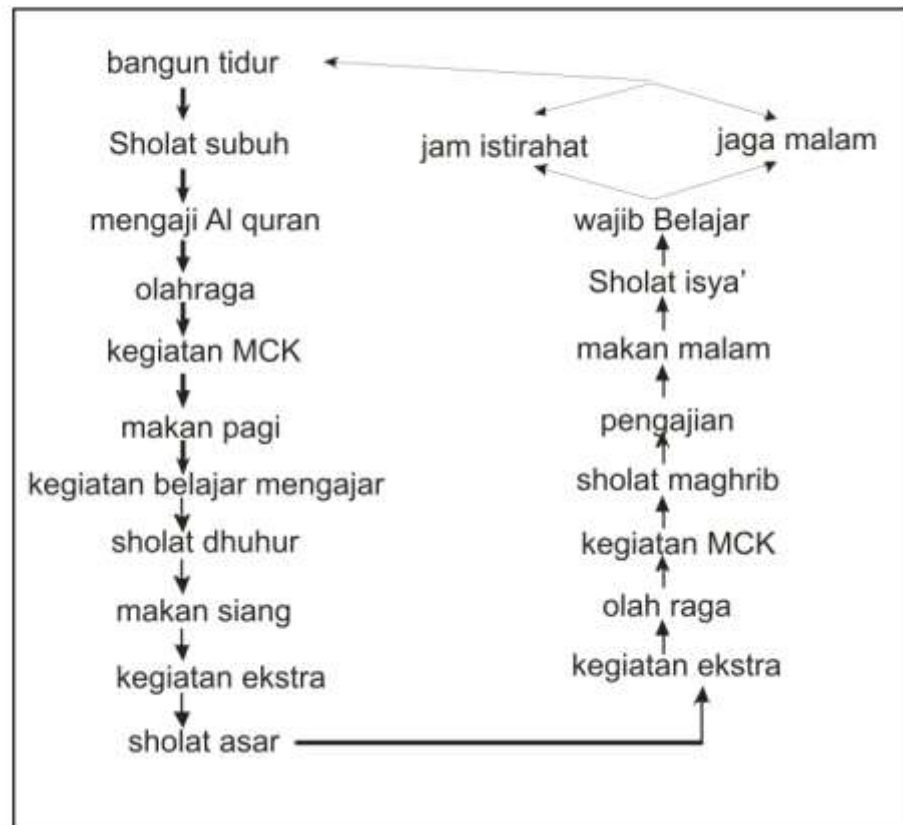 bangun tidur
Sholat subuh
mengaji Al quran
olahraga
kegiatan MCK
makan pagi
kegiatan belajar mengajar
sholat dhuhur
makan siang
kegiatan ekstra
sholat asar
kegiatan ekstra
olah raga
kegiatan MCK
sholat maghrib
pengajian
makan malam
Sholat isya'
wajib Belajar
jam istirahat
jaga malam